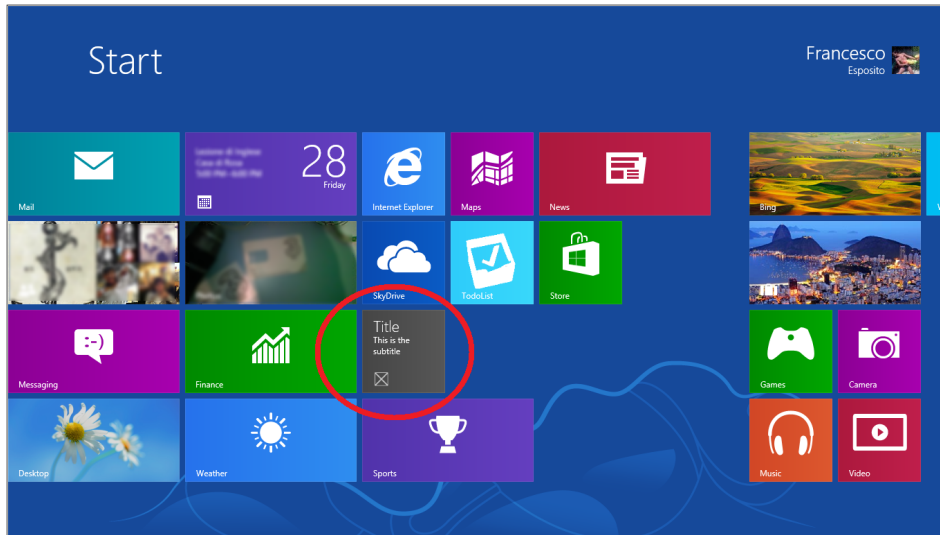 Start
Francesco
Esposito
Mail
28
Friday
Internet Explorer
Maps
News
Bing
SkyDrive
TodoList
Store
Messaging
Finance
Title
This is the
subtitle
Games
Camera
Desktop
Weather
Sports
Music
Video